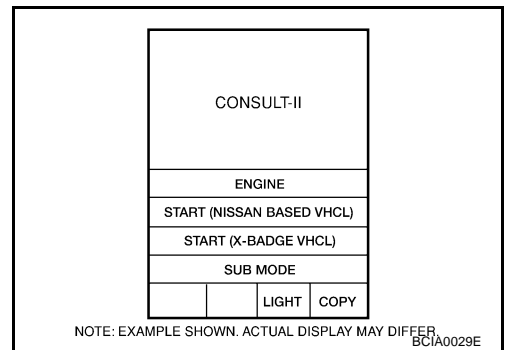 CONSULT-II
ENGINE
START (NISSAN BASED VHCL)
START (X-BADGE VHCL)
SUB MODE
LIGHT COPY
NOTE: EXAMPLE SHOWN. ACTUAL DISPLAY MAY DIFFER.
BCIA0029E